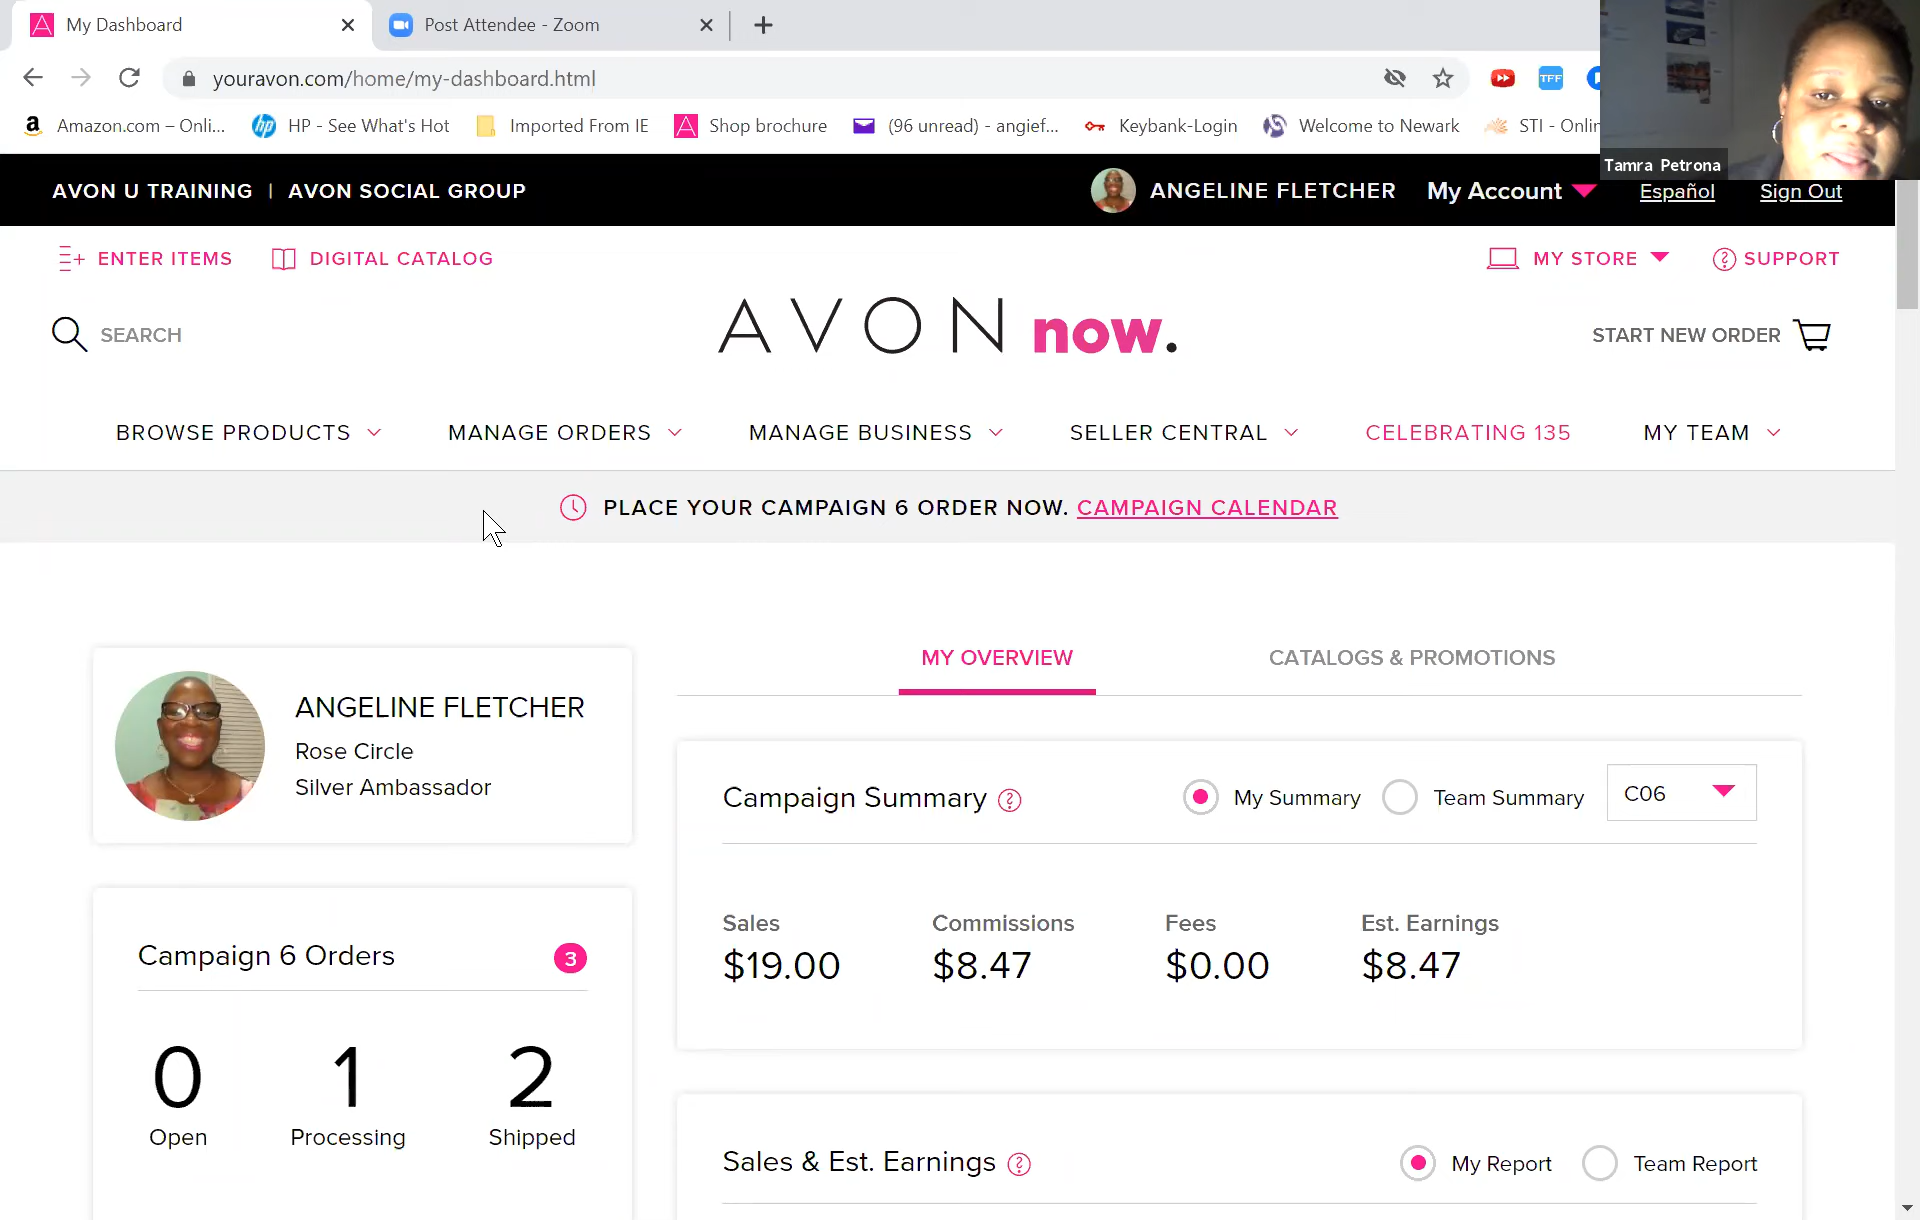 My Dashboard
Post Attendee - Zoom
youravon.com/home/my-dashboard.html
TFF
a Amazon.com – Onli...
hp HP - See What's Hot
Imported From IE
Shop brochure
(96 unread) - angief...
Keybank-Login
Welcome to Newark
STI - Onlin
Tamra Petrona
AVON U TRAINING | AVON SOCIAL GROUP
ANGELINE FLETCHER
My Account
Español
Sign Out
ENTER ITEMS
DIGITAL CATALOG
MY STORE
SUPPORT
SEARCH
AVON now.
START NEW ORDER
BROWSE PRODUCTS
MANAGE ORDERS
MANAGE BUSINESS
SELLER CENTRAL
CELEBRATING 135
MY TEAM
PLACE YOUR CAMPAIGN 6 ORDER NOW. CAMPAIGN CALENDAR
ANGELINE FLETCHER
Rose Circle
Silver Ambassador
MY OVERVIEW
CATALOGS & PROMOTIONS
Campaign Summary
My Summary
Team Summary
C06
Sales
Commissions
Fees
Est. Earnings
$19.00
$8.47
$0.00
$8.47
Campaign 6 Orders
3
0
1
2
Open
Processing
Shipped
Sales & Est. Earnings
My Report
Team Report